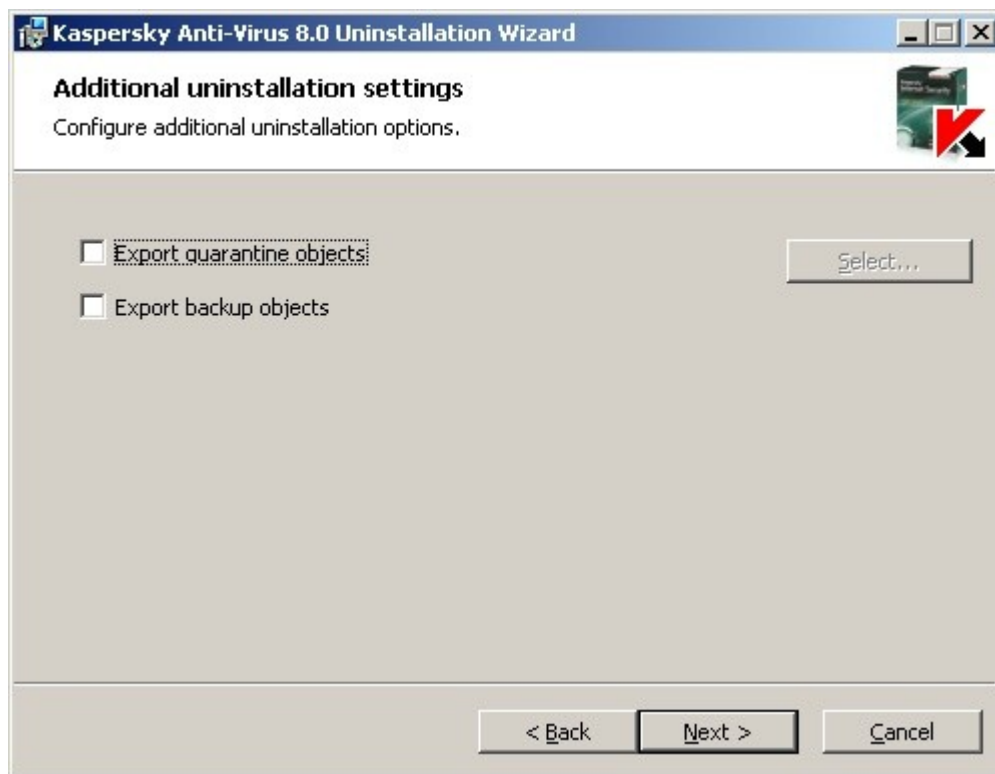 Kaspersky Anti-Virus 8.0 Uninstallation Wizard
Additional uninstallation settings
Configure additional uninstallation options.
Export quarantine objects
Select...
Export backup objects
< Back
Next >
Cancel